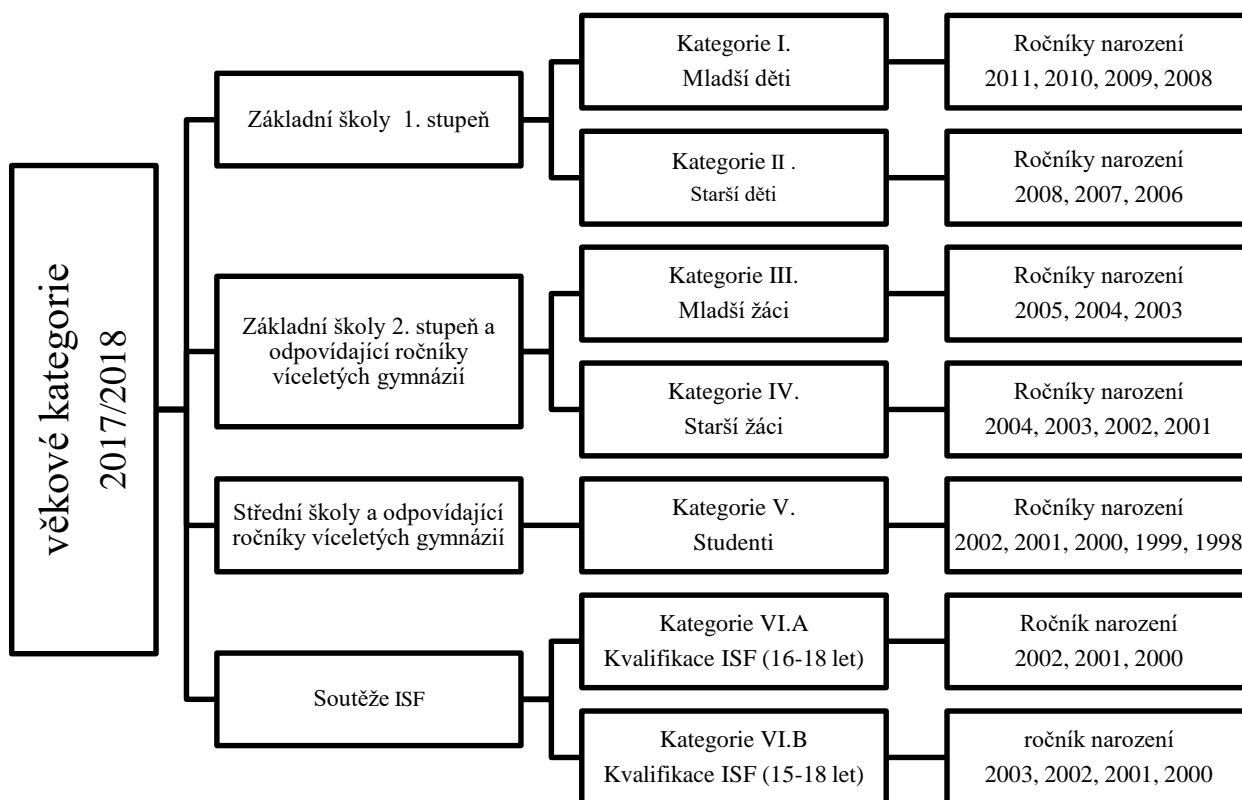 věkové kategorie
2017/2018
Základní školy 1. stupeň
Kategorie I.
Mladší děti
Ročníky narození
2011, 2010, 2009, 2008
Kategorie II .
Starší děti
Ročníky narození
2008, 2007, 2006
Základní školy 2. stupeň a
odpovídající ročníky
víceletých gymnázií
Kategorie III.
Mladší žáci
Ročníky narození
2005, 2004, 2003
Kategorie IV.
Starší žáci
Ročníky narození
2004, 2003, 2002, 2001
Střední školy a odpovídající
ročníky víceletých gymnázií
Kategorie V.
Studenti
Ročníky narození
2002, 2001, 2000, 1999, 1998
Soutěže ISF
Kategorie VI.A
Kvalifikace ISF (16-18 let)
Ročník narození
2002, 2001, 2000
Kategorie VI.B
Kvalifikace ISF (15-18 let)
ročník narození
2003, 2002, 2001, 2000